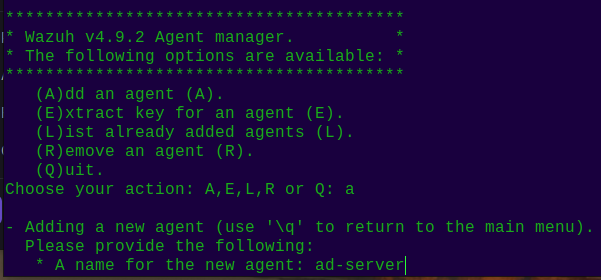 ****************************************
* Wazuh v4.9.2 Agent manager.          *
* The following options are available: *
****************************************
   (A)dd an agent (A).
   (E)xtract key for an agent (E).
   (L)ist already added agents (L).
   (R)emove an agent (R).
   (Q)uit.
Choose your action: A,E,L,R or Q: a

- Adding a new agent (use '\q' to return to the main menu).
  Please provide the following:
   * A name for the new agent: ad-server